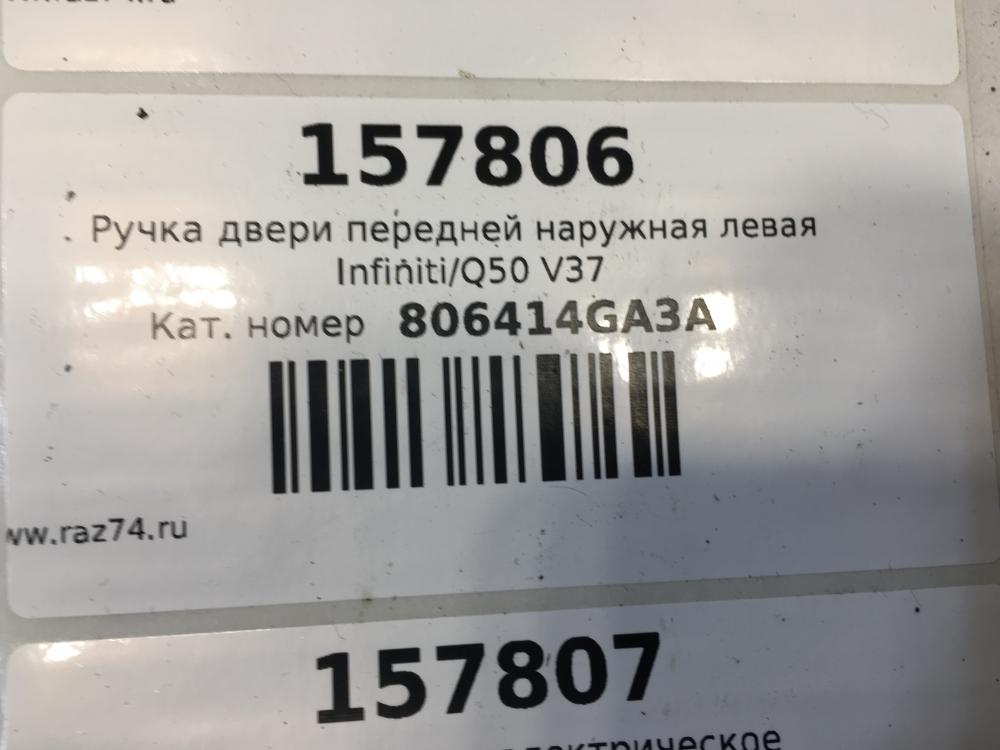 157806
Ручка двери передней наружная левая
Infiniti/Q50 V37
Кат. номер 806414GA3A
ww.raz74.ru
157807